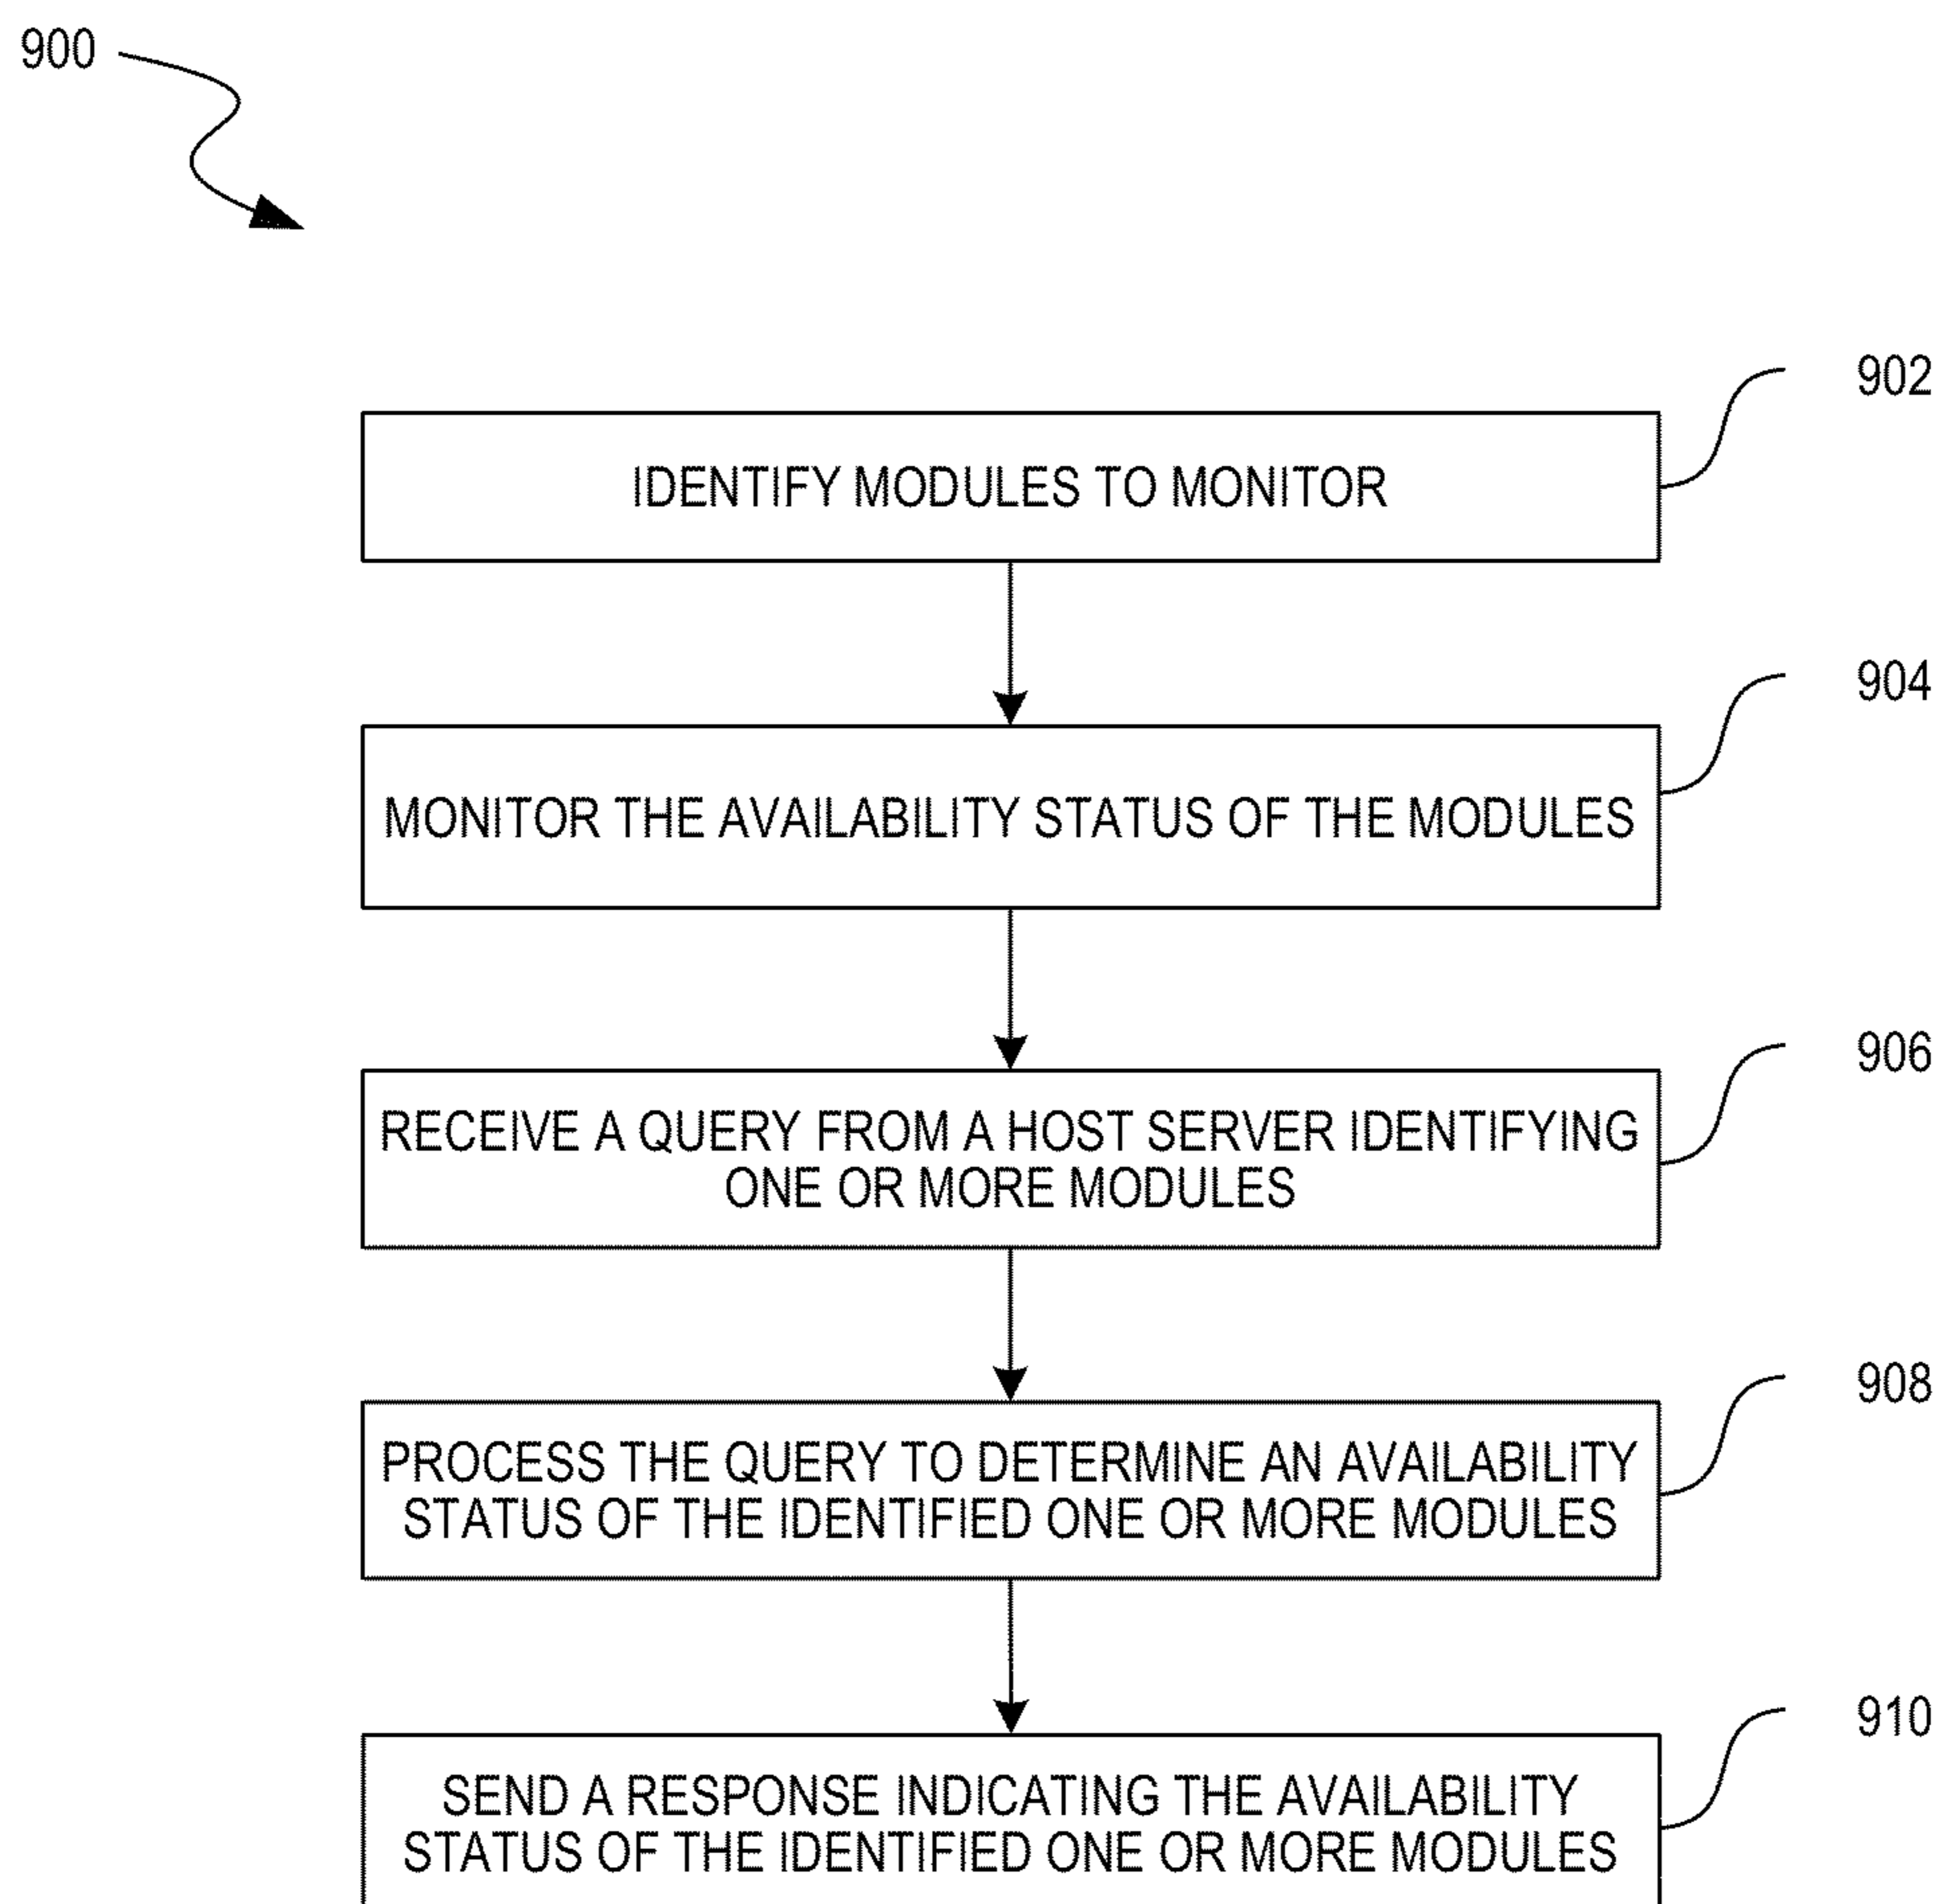 900
902
IDENTIFY MODULES TO MONITOR
904
MONITOR THE AVAILABILITY STATUS OF THE MODULES
906
RECEIVE A QUERY FROM A HOST SERVER IDENTIFYING
ONE OR MORE MODULES
908
PROCESS THE QUERY TO DETERMINE AN AVAILABILITY
STATUS OF THE IDENTIFIED ONE OR MORE MODULES
910
SEND A RESPONSE INDICATING THE AVAILABILITY
STATUS OF THE IDENTIFIED ONE OR MORE MODULES